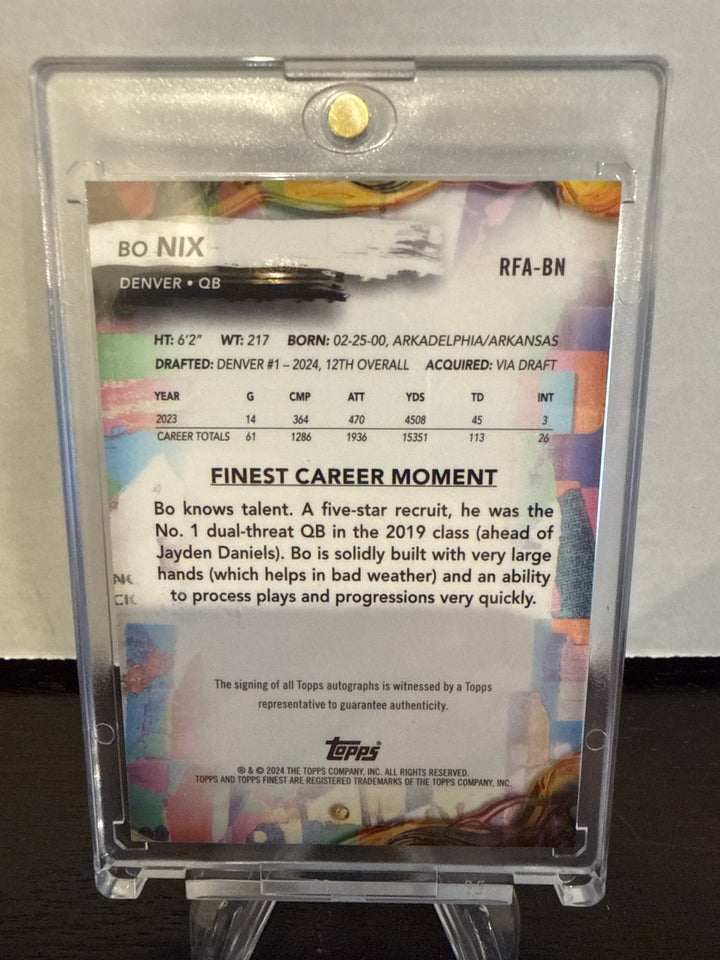 BO NIX
DENVER • QB
RFA-BN
HT: 6'2" WT: 217 BORN: 02-25-00, ARKADELPHIA/ARKANSAS
DRAFTED: DENVER #1 – 2024, 12TH OVERALL ACQUIRED: VIA DRAFT
YEAR G CMP ATT YDS TD INT
2023 14 364 470 4508 45 3
CAREER TOTALS 61 1286 1936 15351 113 26
FINEST CAREER MOMENT
Bo knows talent. A five-star recruit, he was the
No. 1 dual-threat QB in the 2019 class (ahead of
Jayden Daniels). Bo is solidly built with very large
hands (which helps in bad weather) and an ability
to process plays and progressions very quickly.
The signing of all Topps autographs is witnessed by a Topps
representative to guarantee authenticity.
Topps
® & © 2024 THE TOPPS COMPANY, INC. ALL RIGHTS RESERVED.
TOPPS AND TOPPS FINEST ARE REGISTERED TRADEMARKS OF THE TOPPS COMPANY, INC.